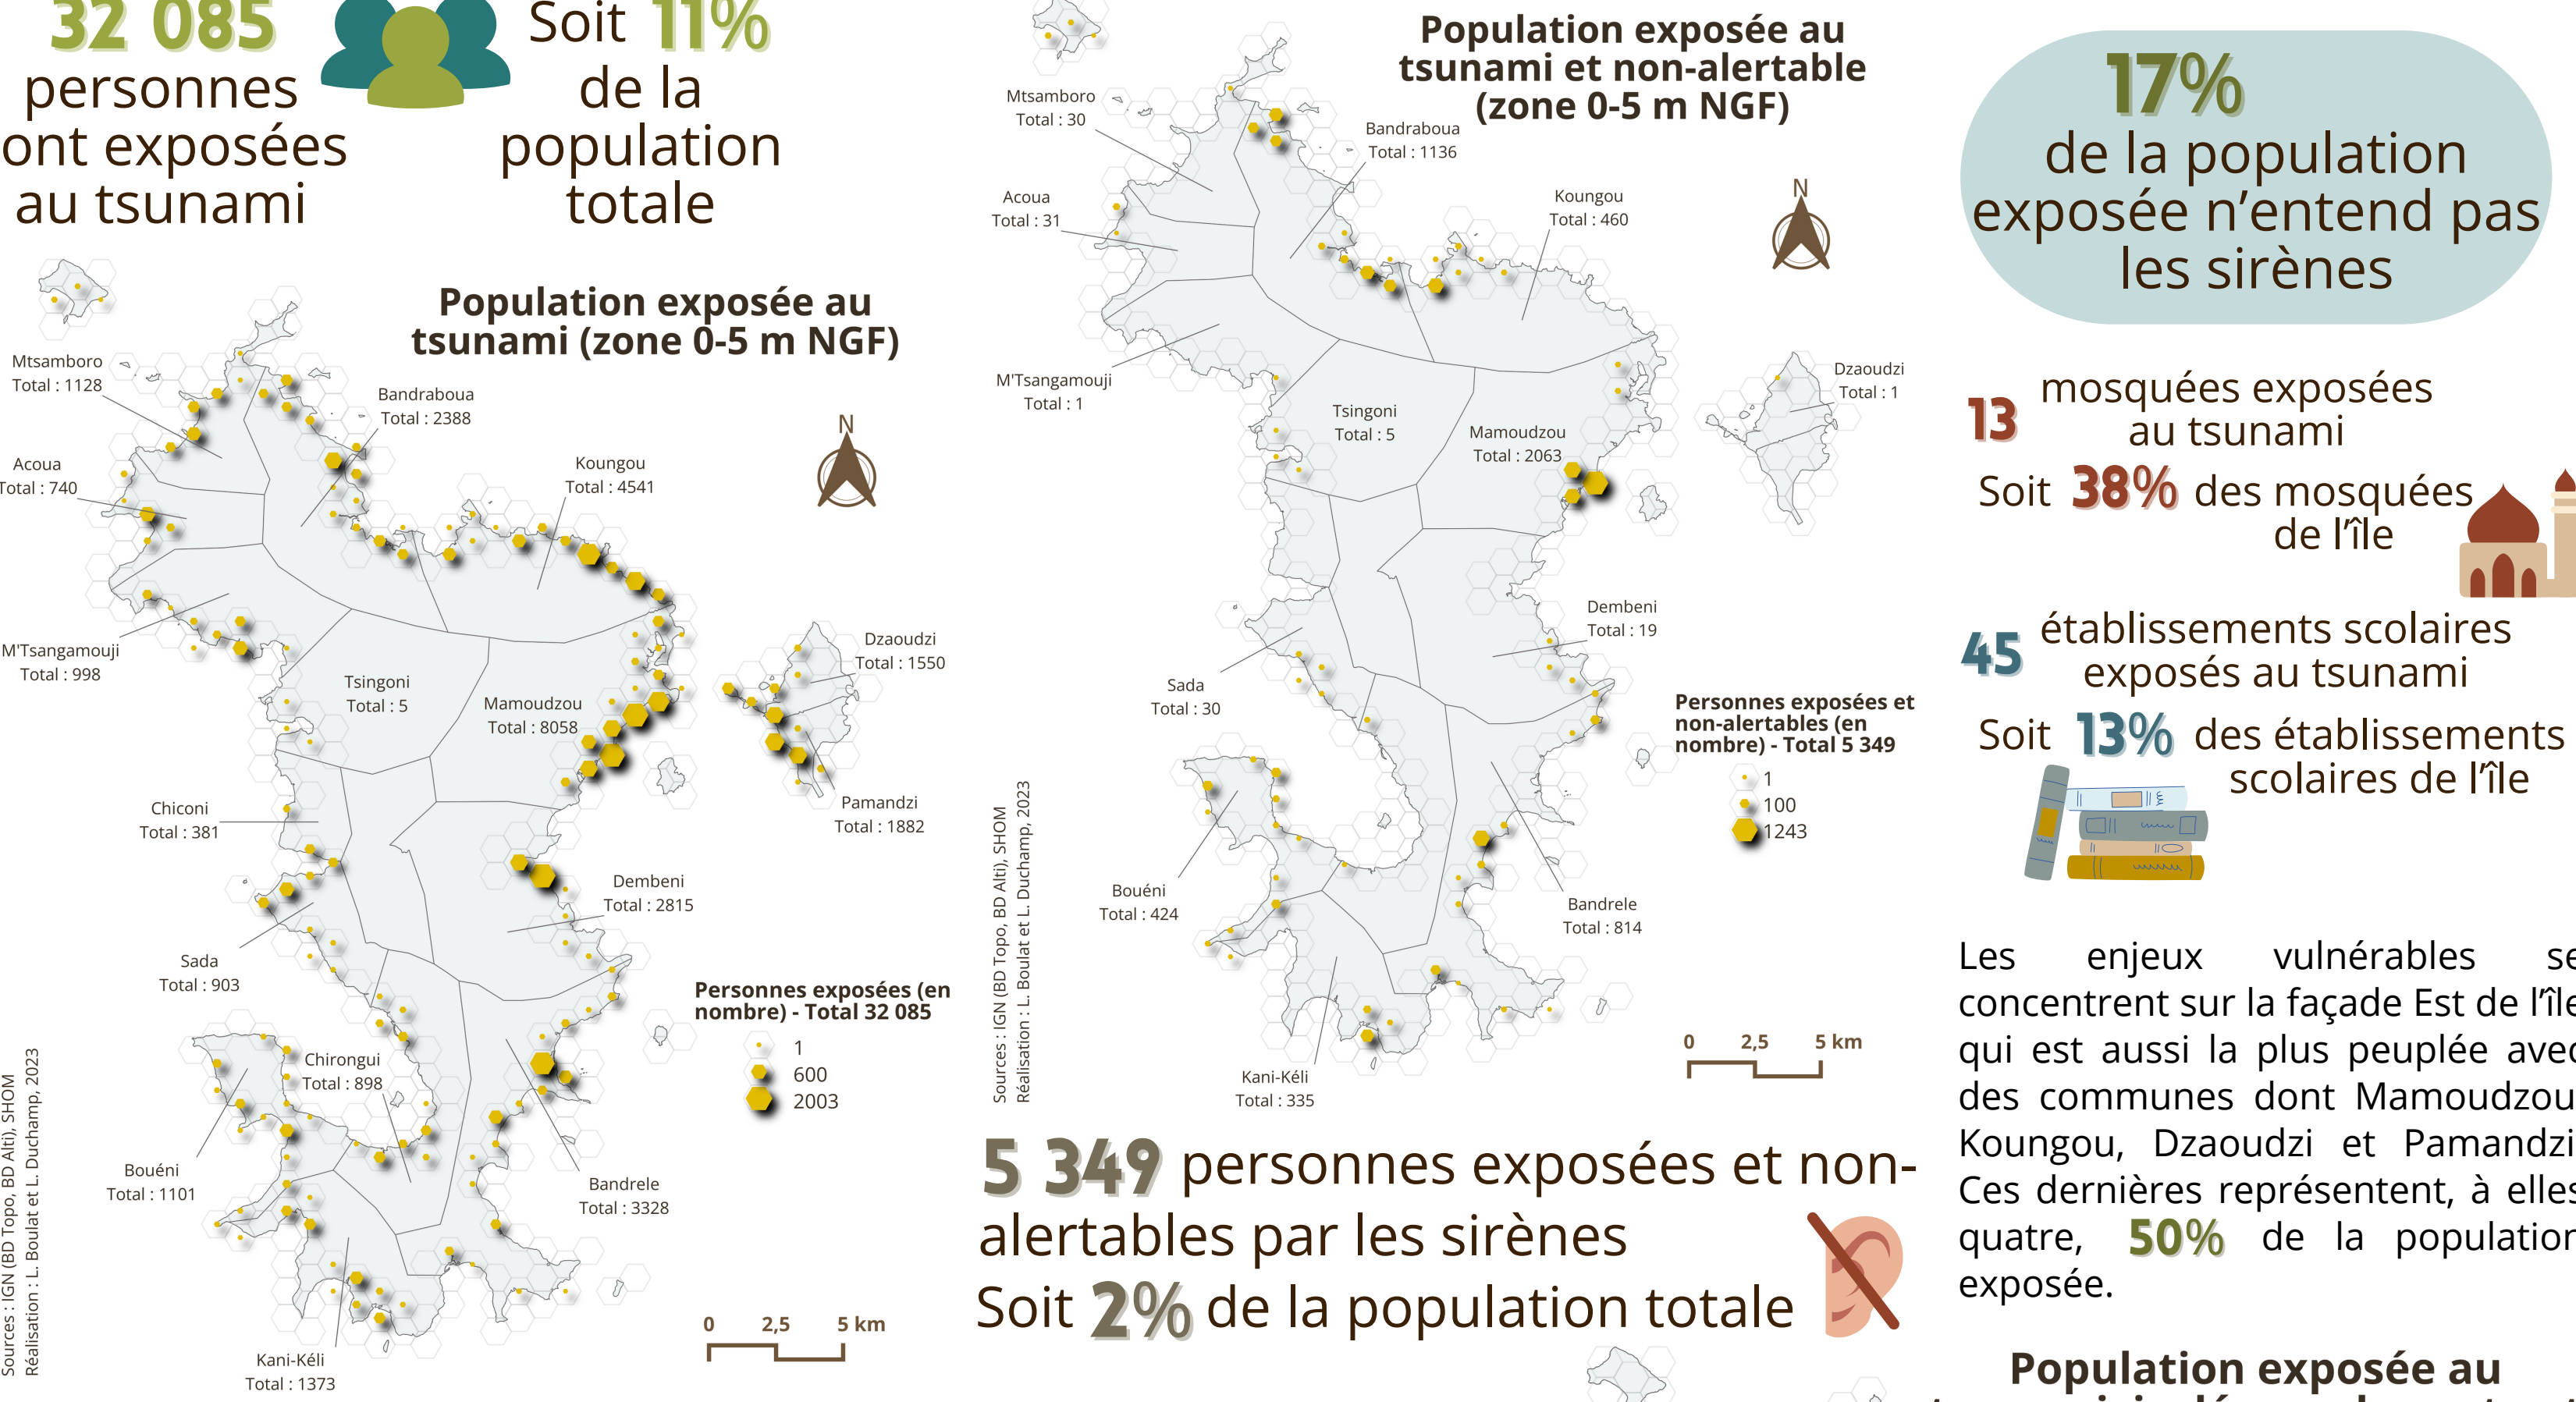 32 085
personnes
ont exposées
au tsunami
Soit 11%
de la
population
totale
Population exposée au
tsunami (zone 0-5 m NGF)
Mtsamboro
Total : 1128
Bandraboua
Total : 2388
N
Acoua
Total : 740
Koungou
Total : 4541
M'Tsangamouji
Total : 998
Dzaoudzi
Total : 1550
Tsingoni
Total : 5
Mamoudzou
Total : 8058
Chiconi
Total : 381
Pamandzi
Total : 1882
Dembeni
Total : 2815
Sada
Total : 903
Personnes exposées (en
nombre) - Total 32 085
1
600
2003
Chirongui
Total : 898
Bouéni
Total : 1101
Bandrele
Total : 3328
Kani-Kéli
Total : 1373
0 2,5 5 km
Sources : IGN (BD Topo, BD Alti), SHOM
Réalisation : L. Boulat et L. Duchamp, 2023
Population exposée au
tsunami et non-alertable
(zone 0-5 m NGF)
Mtsamboro
Total : 30
Bandraboua
Total : 1136
Acoua
Total : 31
Koungou
Total : 460
N
M'Tsangamouji
Total : 1
Dzaoudzi
Total : 1
Tsingoni
Total : 5
Mamoudzou
Total : 2063
Dembeni
Total : 19
Sada
Total : 30
Personnes exposées et
non-alertables (en
nombre) - Total 5 349
1
100
1243
Bouéni
Total : 424
Bandrele
Total : 814
Kani-Kéli
Total : 335
0 2,5 5 km
Sources : IGN (BD Topo, BD Alti), SHOM
Réalisation : L. Boulat et L. Duchamp, 2023
5 349 personnes exposées et non-
alertables par les sirènes
Soit 2% de la population totale
17%
de la population
exposée n'entend pas
les sirènes
13 mosquées exposées
au tsunami
Soit 38% des mosquées
de l'île
45 établissements scolaires
exposés au tsunami
Soit 13% des établissements
scolaires de l'île
Les enjeux vulnérables se
concentrent sur la façade Est de l'île
qui est aussi la plus peuplée avec
des communes dont Mamoudzou
Koungou, Dzaoudzi et Pamandzi
Ces dernières représentent, à elles
quatre, 50% de la population
exposée.
Population exposée au